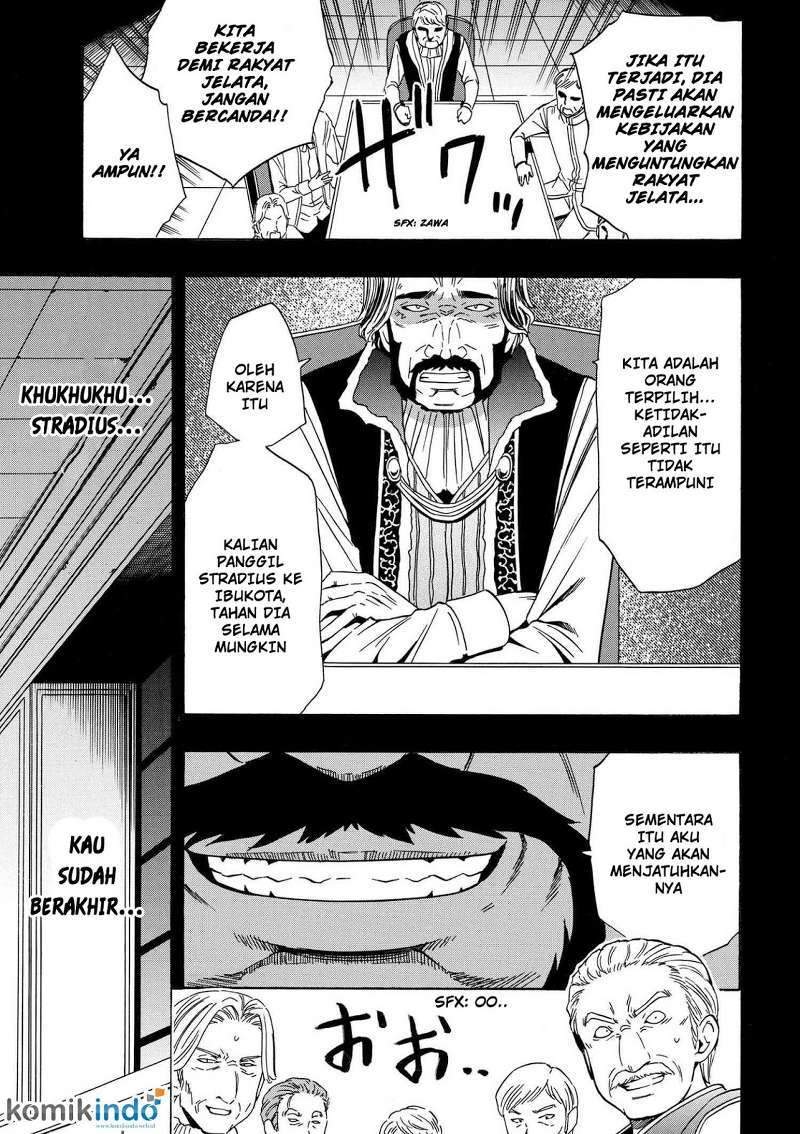 JIKA ITU
TERJADI, DIA
PASTI AKAN
MENGELUARKAN
KEBIJAKAN
YANG
MENGUNTUNGKAN
RAKYAT
JELATA...
KITA
BEKERJA
DEMI RAKYAT
JELATA,
JANGAN
BERCANDA!!
YA
AMPUN!!
ザワ
SFX: ZAWA
KITA ADALAH
ORANG
TERPILIH...
KETIDAK-
ADILAN
SEPERTI ITU
TIDAK
TERAMPUNI
OLEH
KARENA
ITU
KALIAN
PANGGIL
STRADIUS KE
IBUKOTA,
TAHAN DIA
SELAMA
MUNGKIN
SEMENTARA
ITU AKU
YANG AKAN
MENJATUHKAN-
NYA
SFX: OO..
おお..
KHUKHUKHU...
STRADIUS...
KAU
SUDAH
BERAKHIR...
komikindo